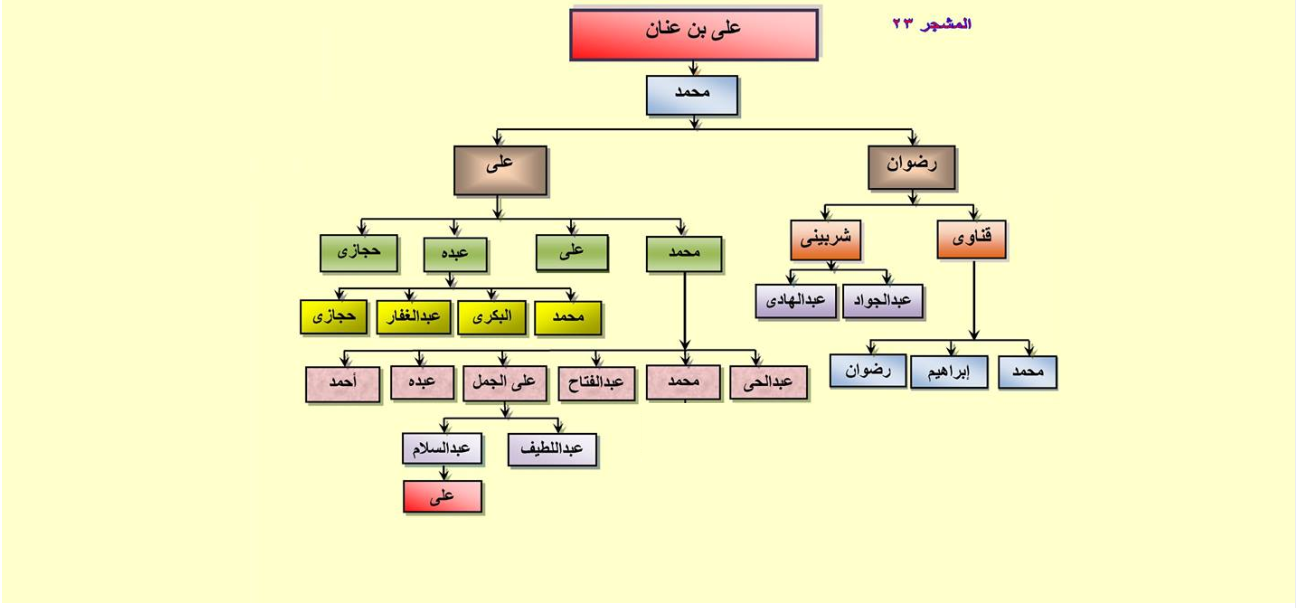 المشجر ٢٣
على بن عنان
محمد
رضوان
على
قناوى
شربينى
محمد
على
عبده
حجازى
عبدالجواد
عبدالهادى
محمد
البكرى
عبدالغفار
حجازى
محمد
إبراهيم
رضوان
عبدالحى
محمد
عبدالفتاح
على الجمل
عبده
أحمد
عبداللطيف
عبدالسلام
على